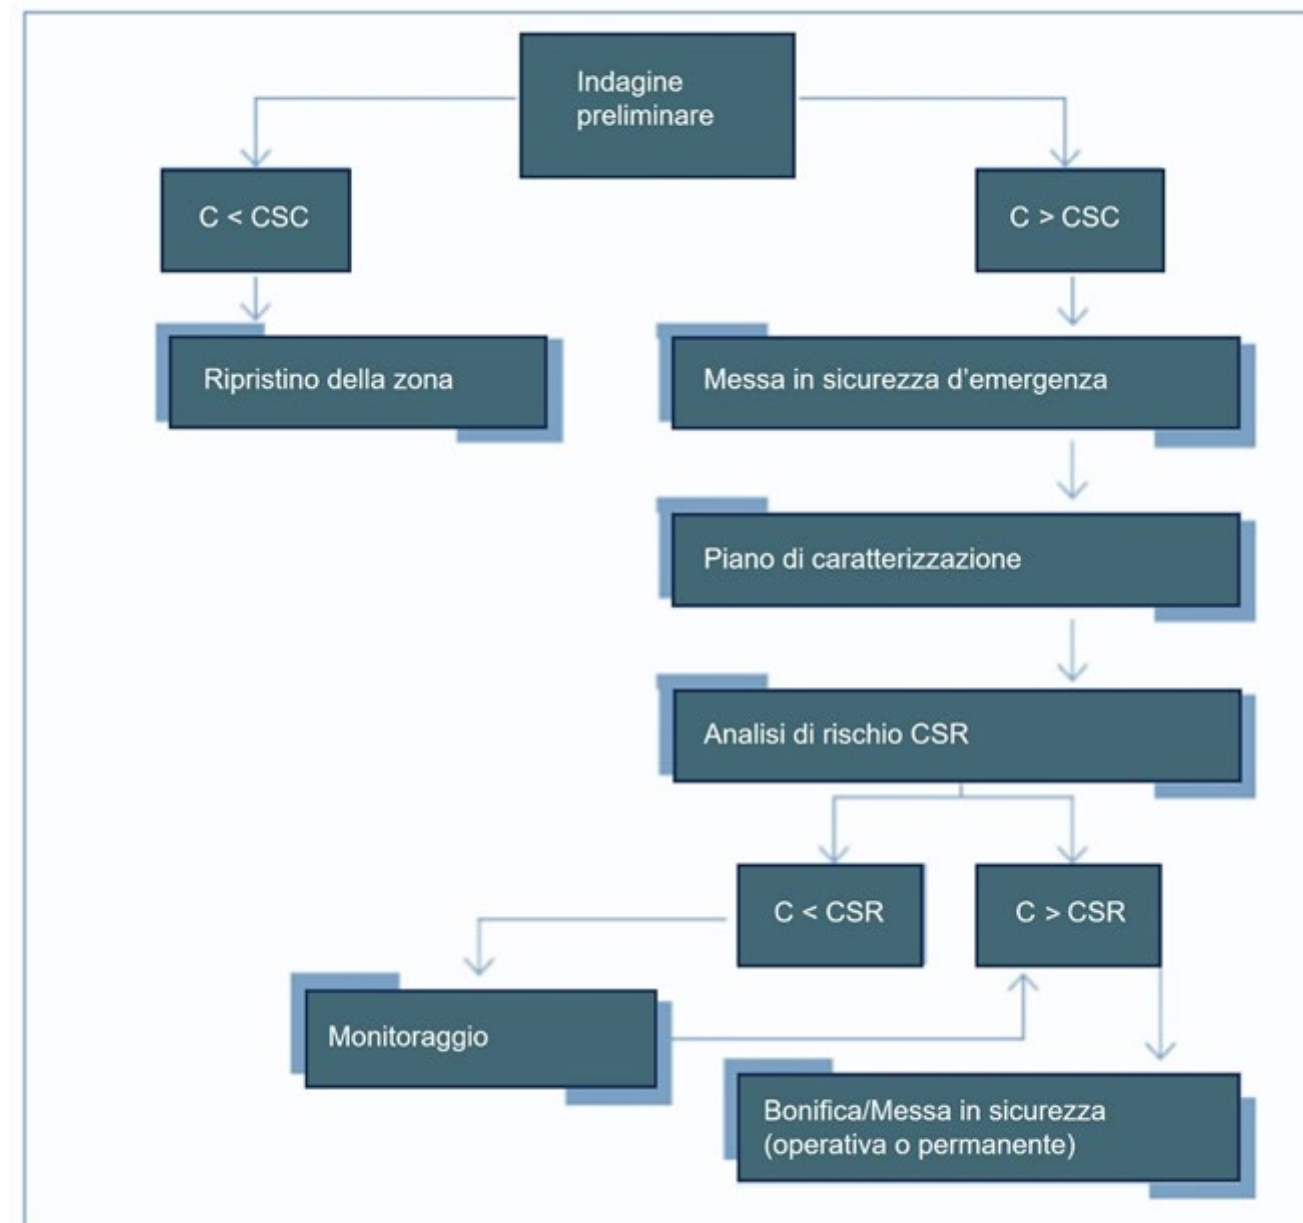 Indagine
preliminare
C < CSC
C > CSC
Ripristino della zona
Messa in sicurezza d’emergenza
Piano di caratterizzazione
Analisi di rischio CSR
C < CSR
C > CSR
Monitoraggio
Bonifica/Messa in sicurezza
(operativa o permanente)